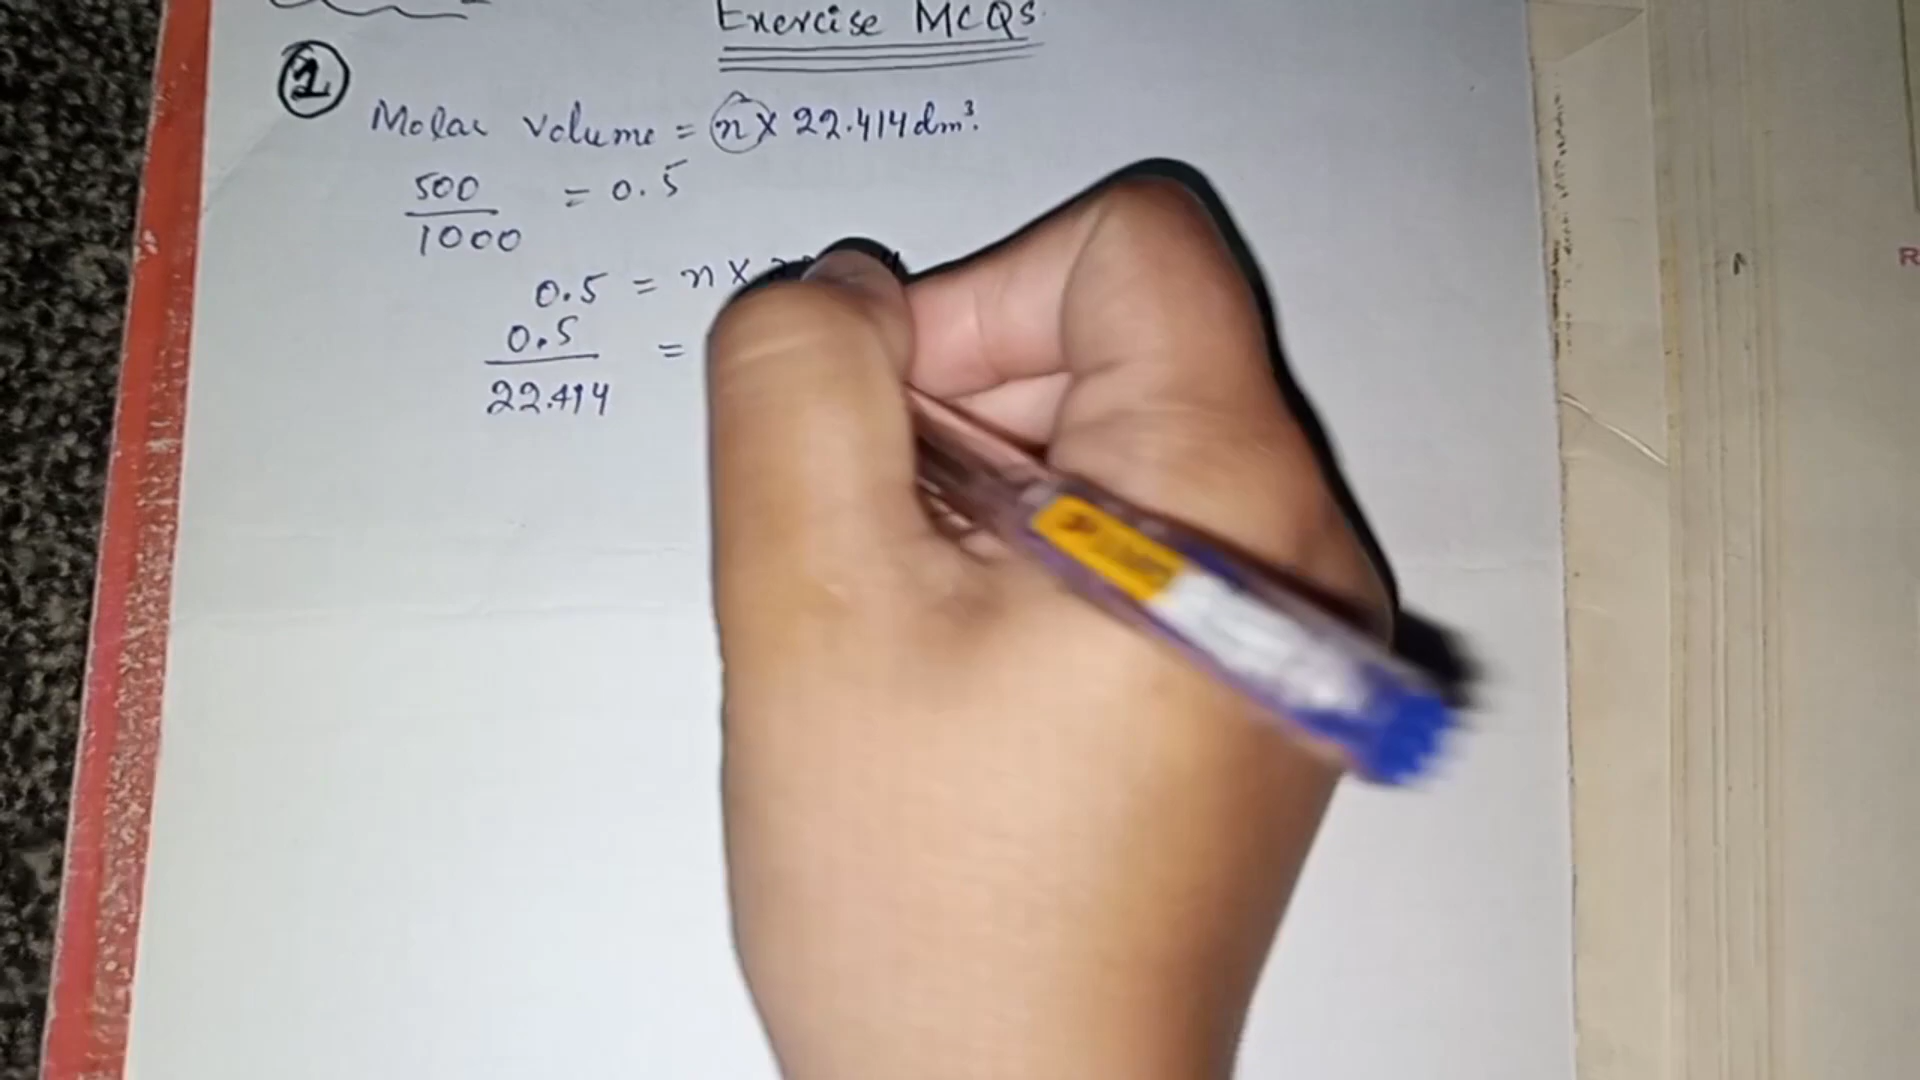 Exercise MCQs
1
Molar volume = n × 22.414 dm³.
500
1000 = 0.5
0.5 = n ×
0.5
22.414 =
R